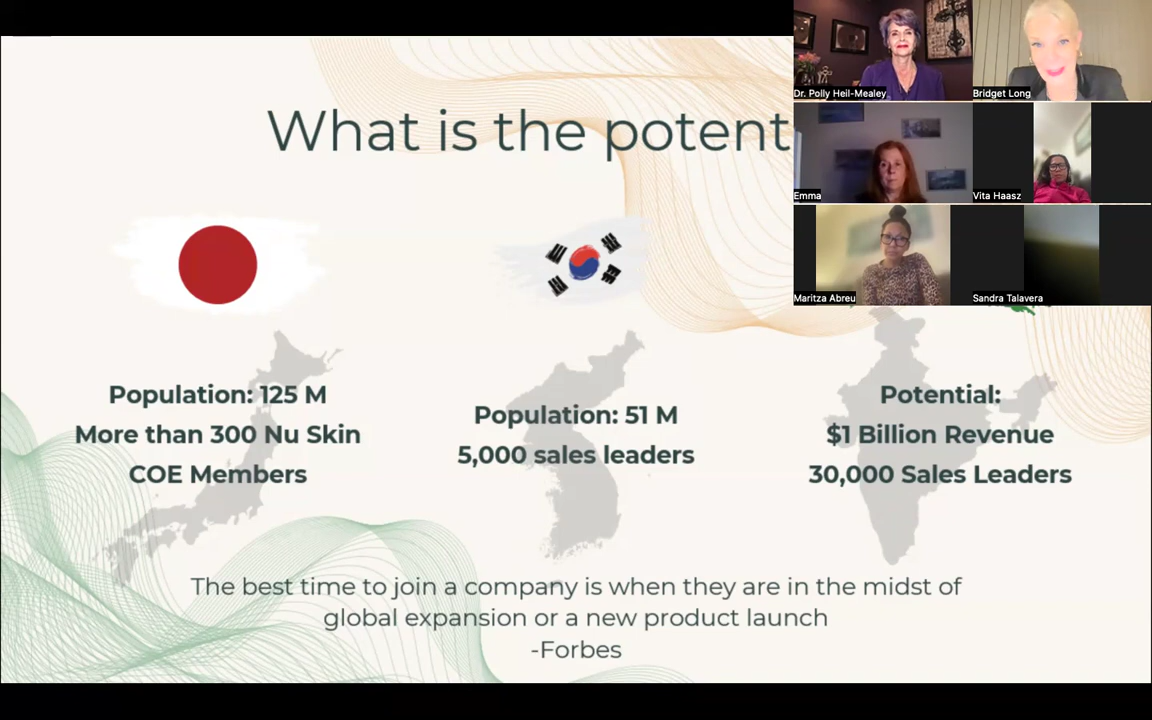 What is the potent
Dr. Polly Heil-Mealey
Bridget Long
Emma
Vita Haasz
Maritza Abreu
Sandra Talavera
Population: 125 M
More than 300 Nu Skin
COE Members
Population: 51 M
5,000 sales leaders
Potential:
$1 Billion Revenue
30,000 Sales Leaders
The best time to join a company is when they are in the midst of
global expansion or a new product launch
-Forbes